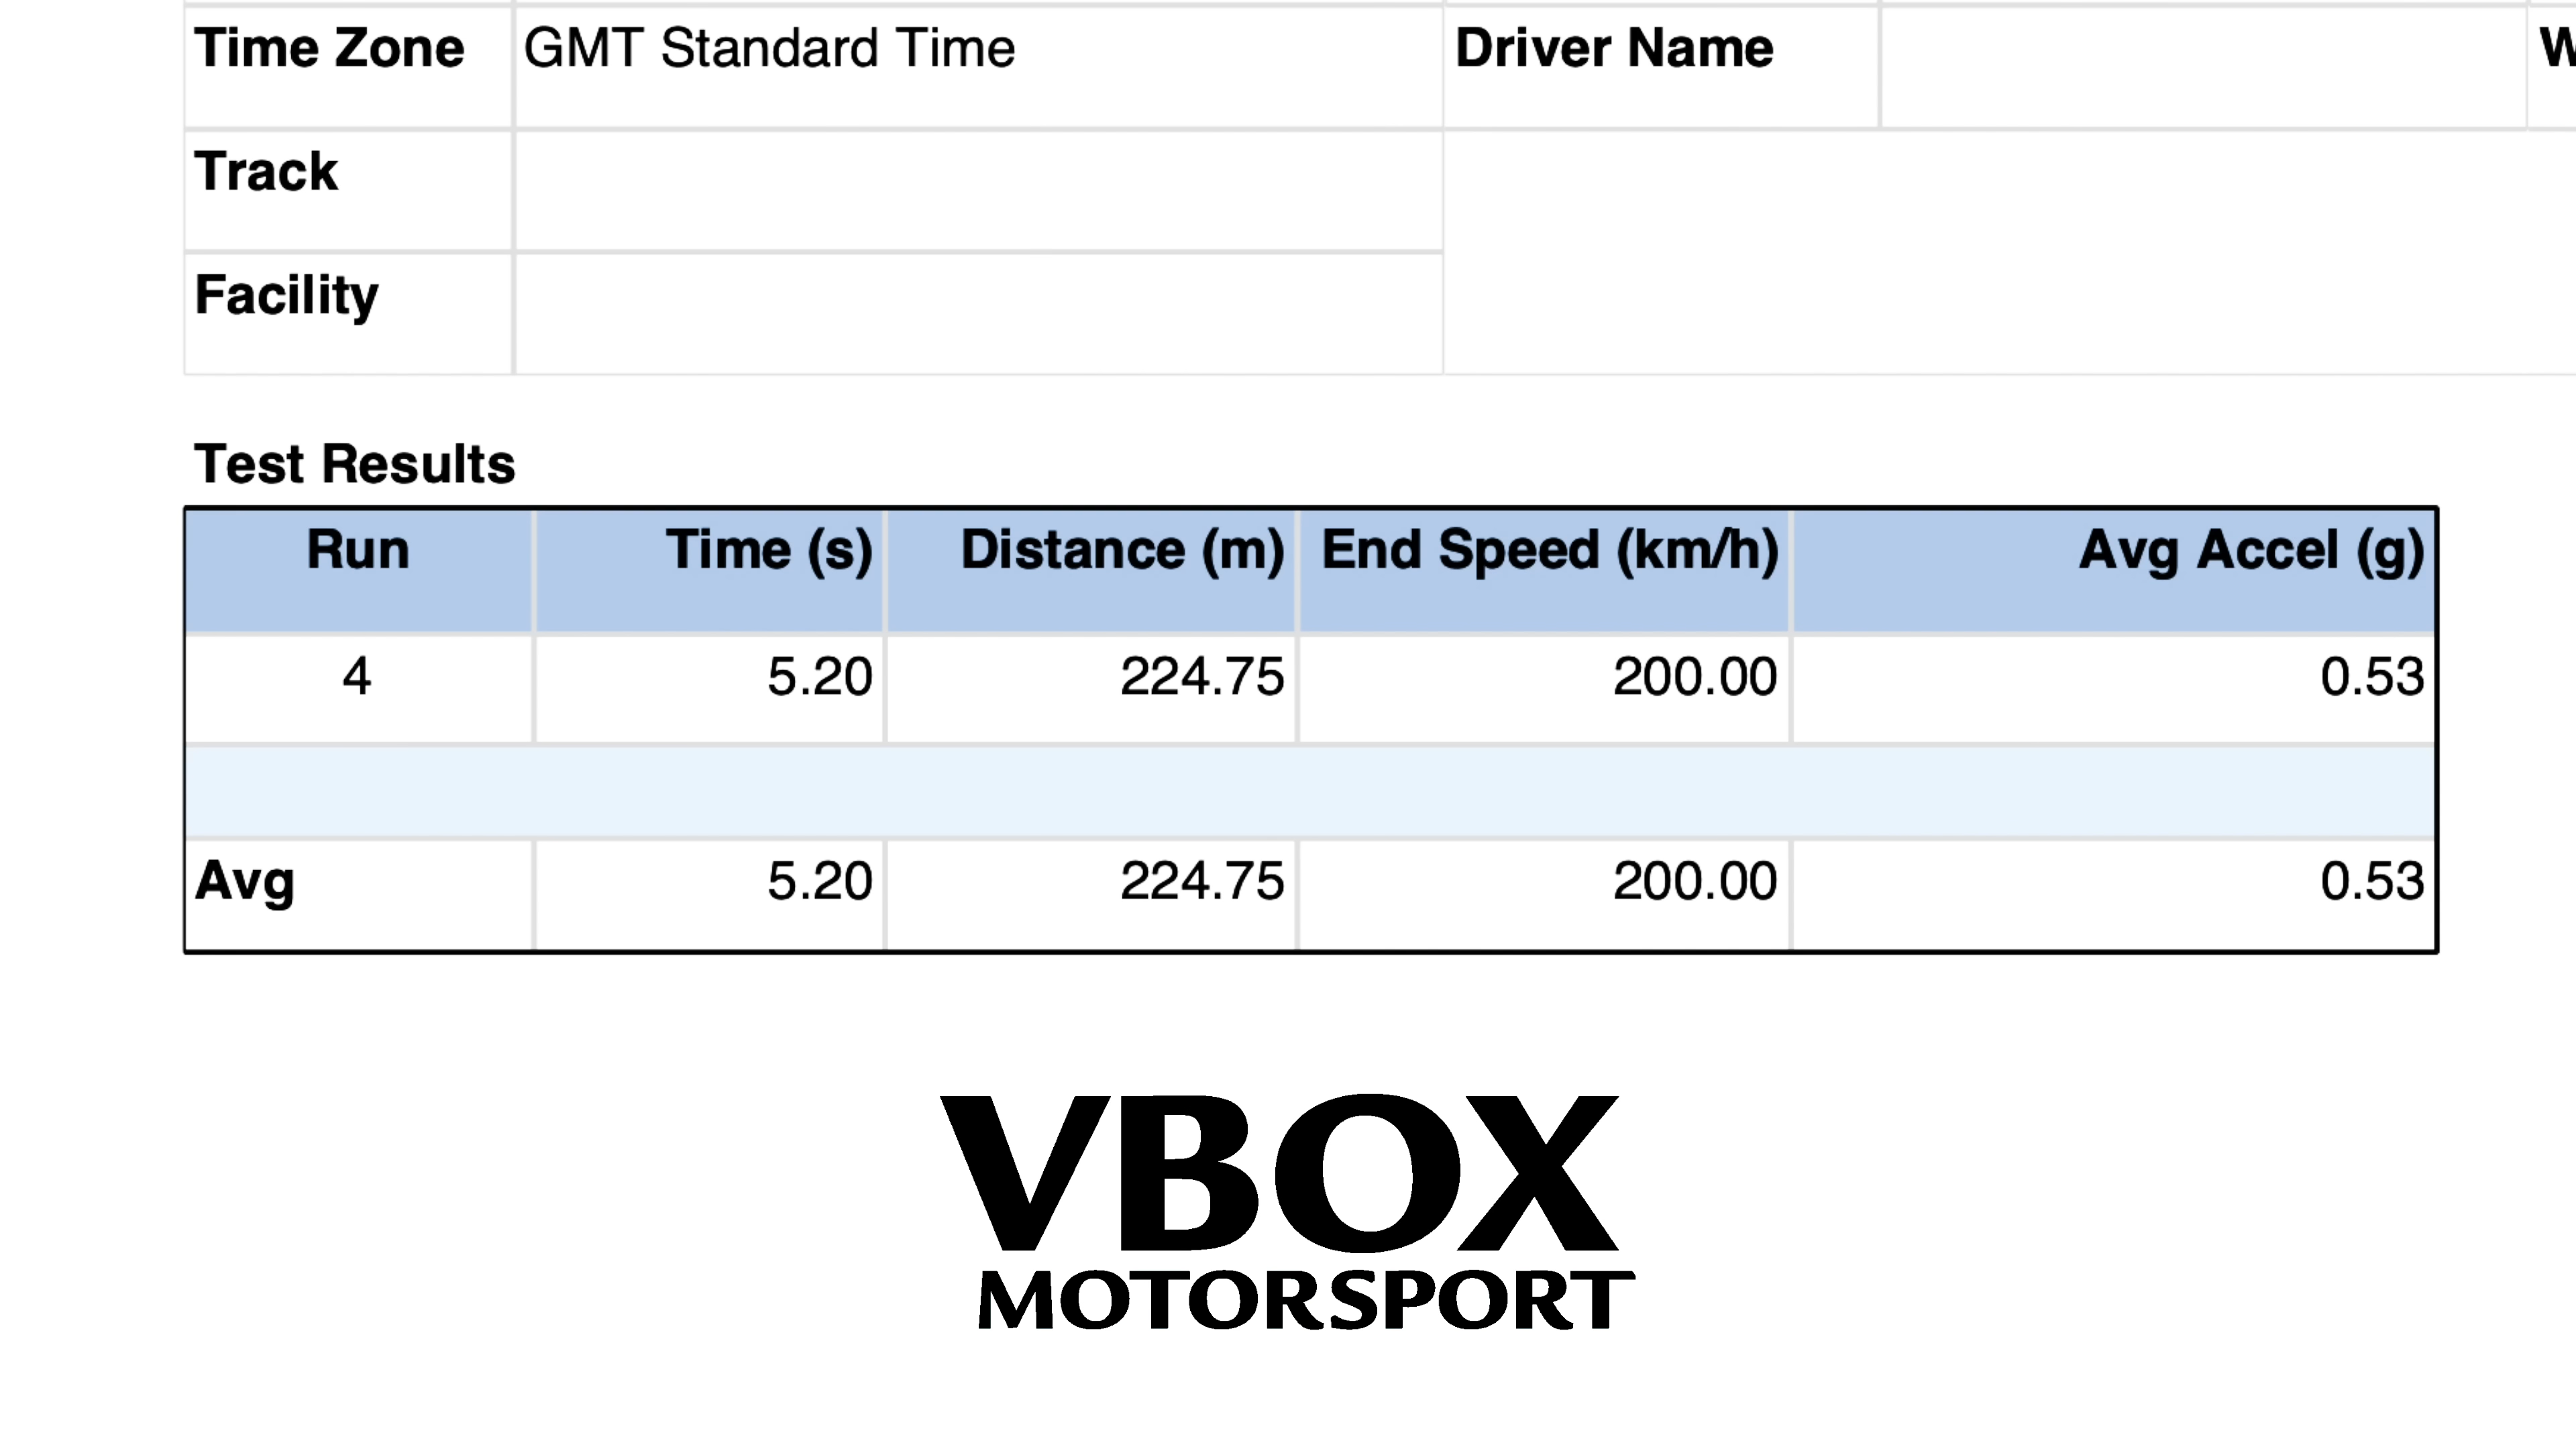 Time Zone GMT Standard Time Driver Name
Track
Facility
Test Results
Run Time (s) Distance (m) End Speed (km/h) Avg Accel (g)
4 5.20 224.75 200.00 0.53
Avg 5.20 224.75 200.00 0.53
VBOX
MOTORSPORT